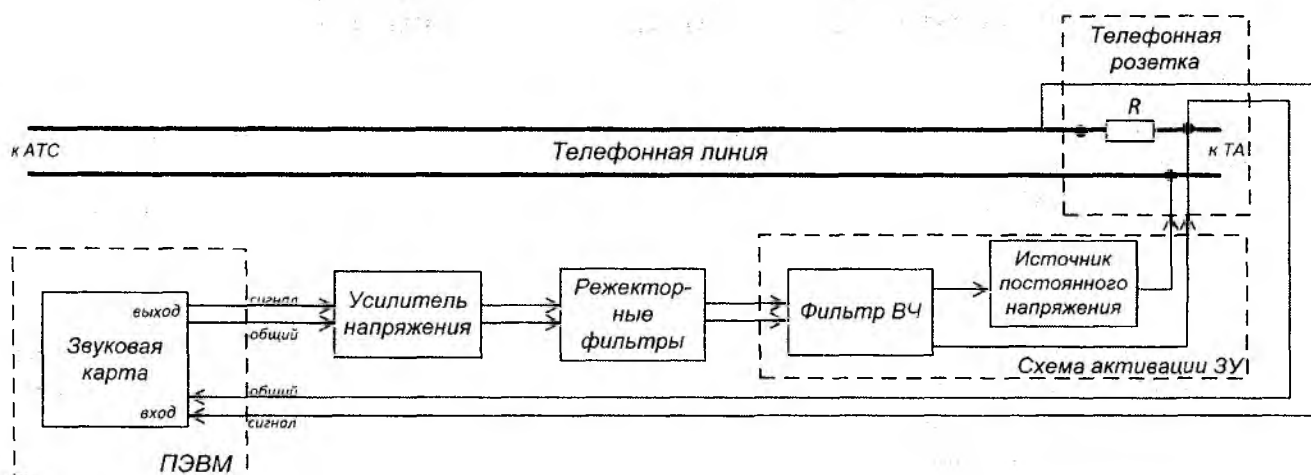 Телефонная
розетка
R
к АТС
Телефонная линия
к ТА
Звуковая
карта
выход
вход
сигнал
общий
общий
сигнал
ПЭВМ
Усилитель
напряжения
Режектор-
ные
фильтры
Фильтр ВЧ
Источник
постоянного
напряжения
Схема активации ЗУ